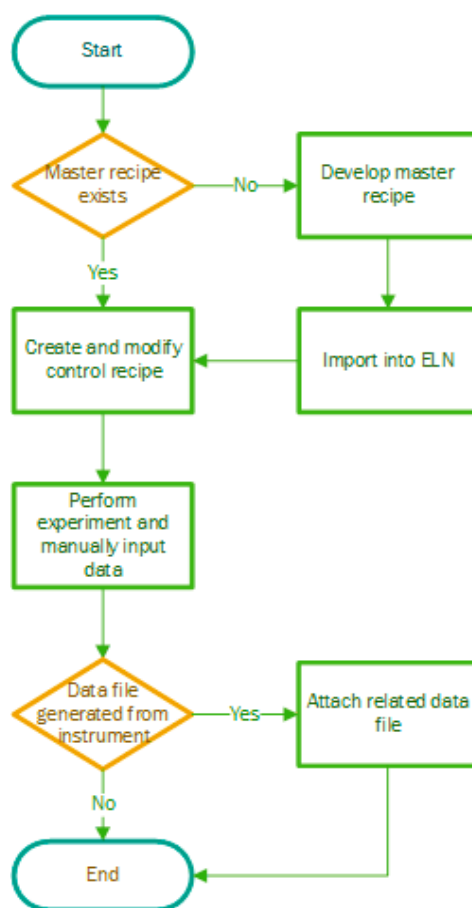 Start
Master recipe
exists
No
Develop master
recipe
Yes
Create and modify
control recipe
Import into ELN
Perform
experiment and
manually input
data
Data file
generated from
instrument
Yes
Attach related data
file
No
End